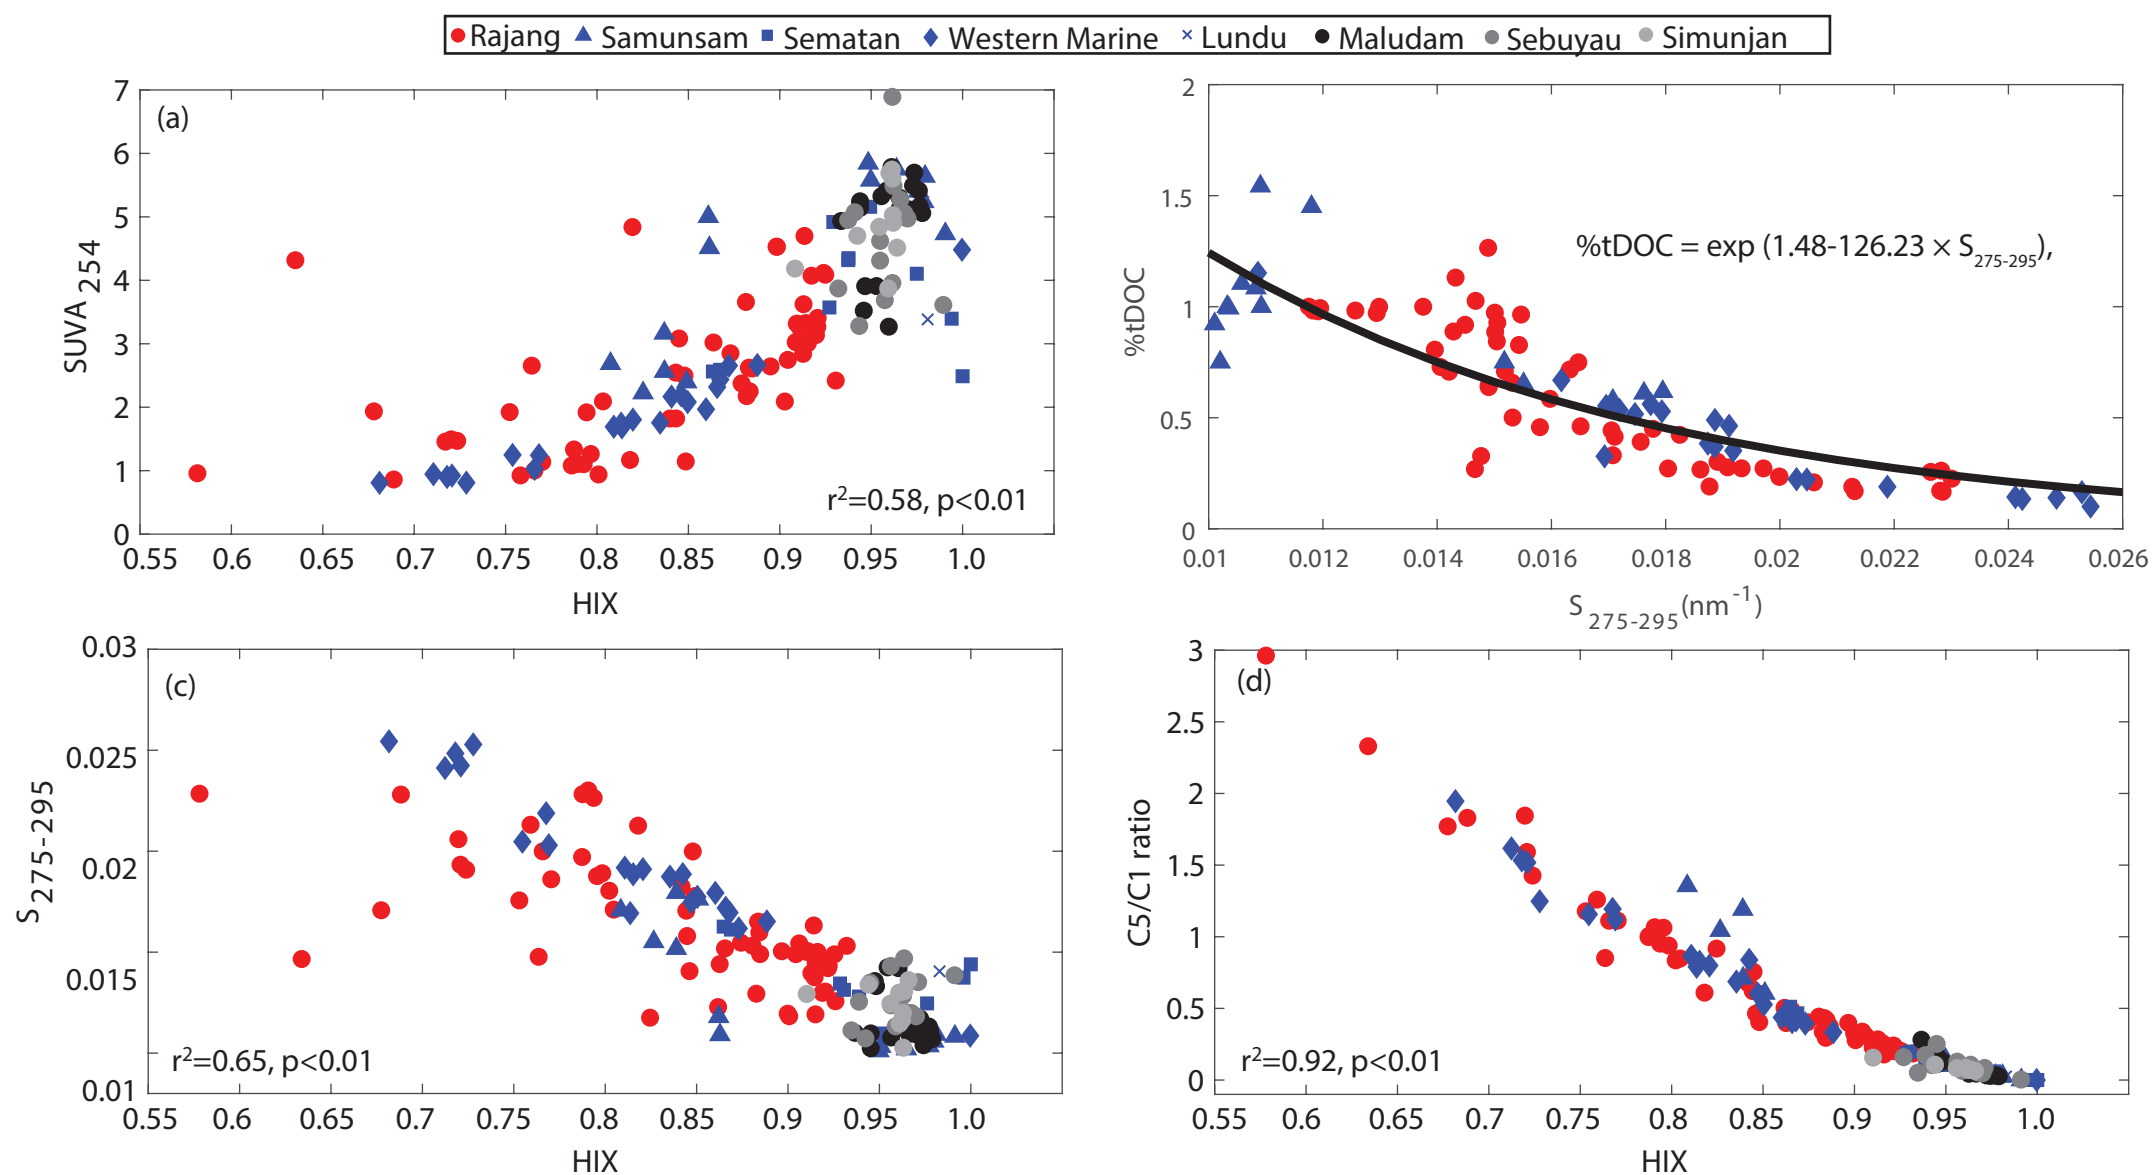 Rajang Samunsam Sematan Western Marine Lundu Maludam Sebuyau Simunjan
(a)
SUVA 254
7
6
5
4
3
2
1
0
r²=0.58, p<0.01
0.55 0.6 0.65 0.7 0.75 0.8 0.85 0.9 0.95 1.0
HIX
%tDOC
2
1.5
1
0.5
0
%tDOC = exp (1.48-126.23 × S275-295),
0.01 0.012 0.014 0.016 0.018 0.02 0.022 0.024 0.026
S 275-295(nm⁻¹)
(c)
S275-295
0.03
0.025
0.02
0.015
0.01
r²=0.65, p<0.01
0.55 0.6 0.65 0.7 0.75 0.8 0.85 0.9 0.95 1.0
HIX
(d)
C5/C1 ratio
3
2.5
2
1.5
1
0.5
0
r²=0.92, p<0.01
0.55 0.6 0.65 0.7 0.75 0.8 0.85 0.9 0.95 1.0
HIX